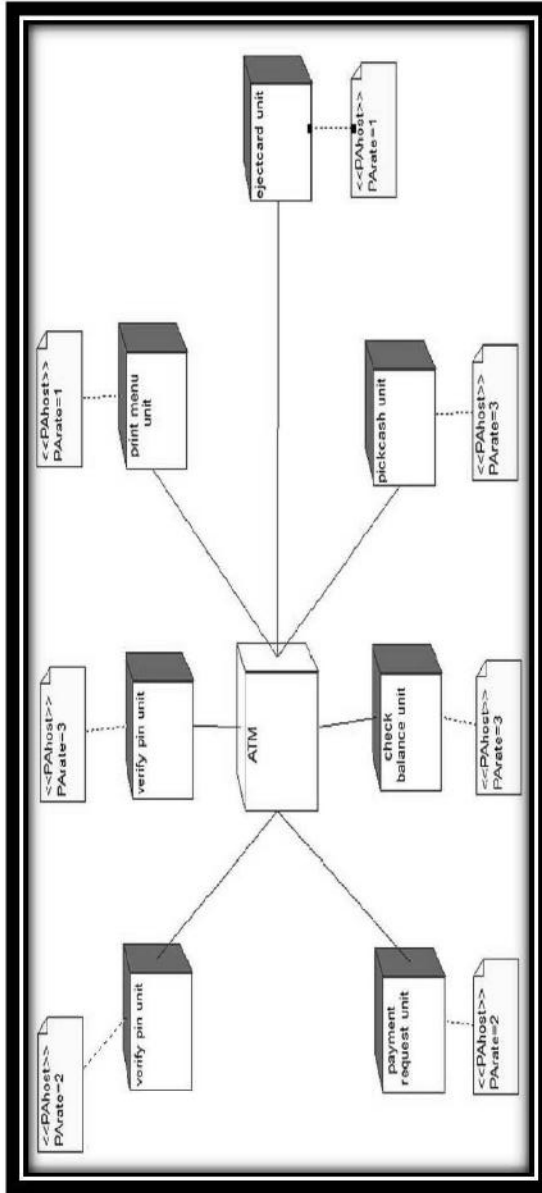 <<PAhost>>
PArate=2
<<PAhost>>
PArate=3
<<PAhost>>
PArate=1
verify pin unit
verify pin unit
print menu
unit
ATM
ejectcard unit
<<PAhost>>
PArate=1
payment
request unit
check
balance unit
pickcash unit
<<PAhost>>
PArate=2
<<PAhost>>
PArate=3
<<PAhost>>
PArate=3